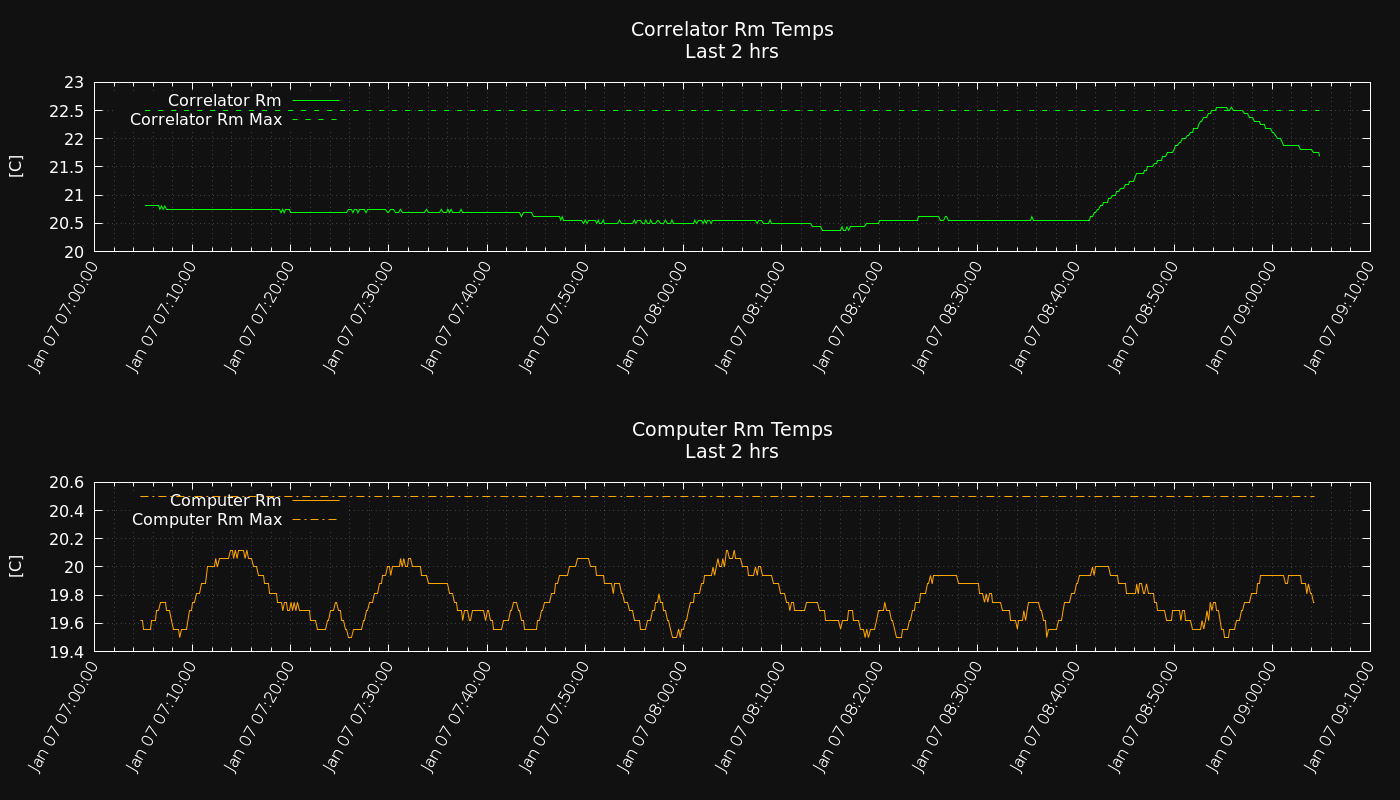 Correlator Rm Temps
Last 2 hrs
23
22.5
22
21.5
21
20.5
20
[C]
Correlator Rm
Correlator Rm Max
Jan 07 07:00:00
Jan 07 07:10:00
Jan 07 07:20:00
Jan 07 07:30:00
Jan 07 07:40:00
Jan 07 07:50:00
Jan 07 08:00:00
Jan 07 08:10:00
Jan 07 08:20:00
Jan 07 08:30:00
Jan 07 08:40:00
Jan 07 08:50:00
Jan 07 09:00:00
Jan 07 09:10:00
Computer Rm Temps
Last 2 hrs
20.6
20.4
20.2
20
19.8
19.6
19.4
[C]
Computer Rm
Computer Rm Max
Jan 07 07:00:00
Jan 07 07:10:00
Jan 07 07:20:00
Jan 07 07:30:00
Jan 07 07:40:00
Jan 07 07:50:00
Jan 07 08:00:00
Jan 07 08:10:00
Jan 07 08:20:00
Jan 07 08:30:00
Jan 07 08:40:00
Jan 07 08:50:00
Jan 07 09:00:00
Jan 07 09:10:00